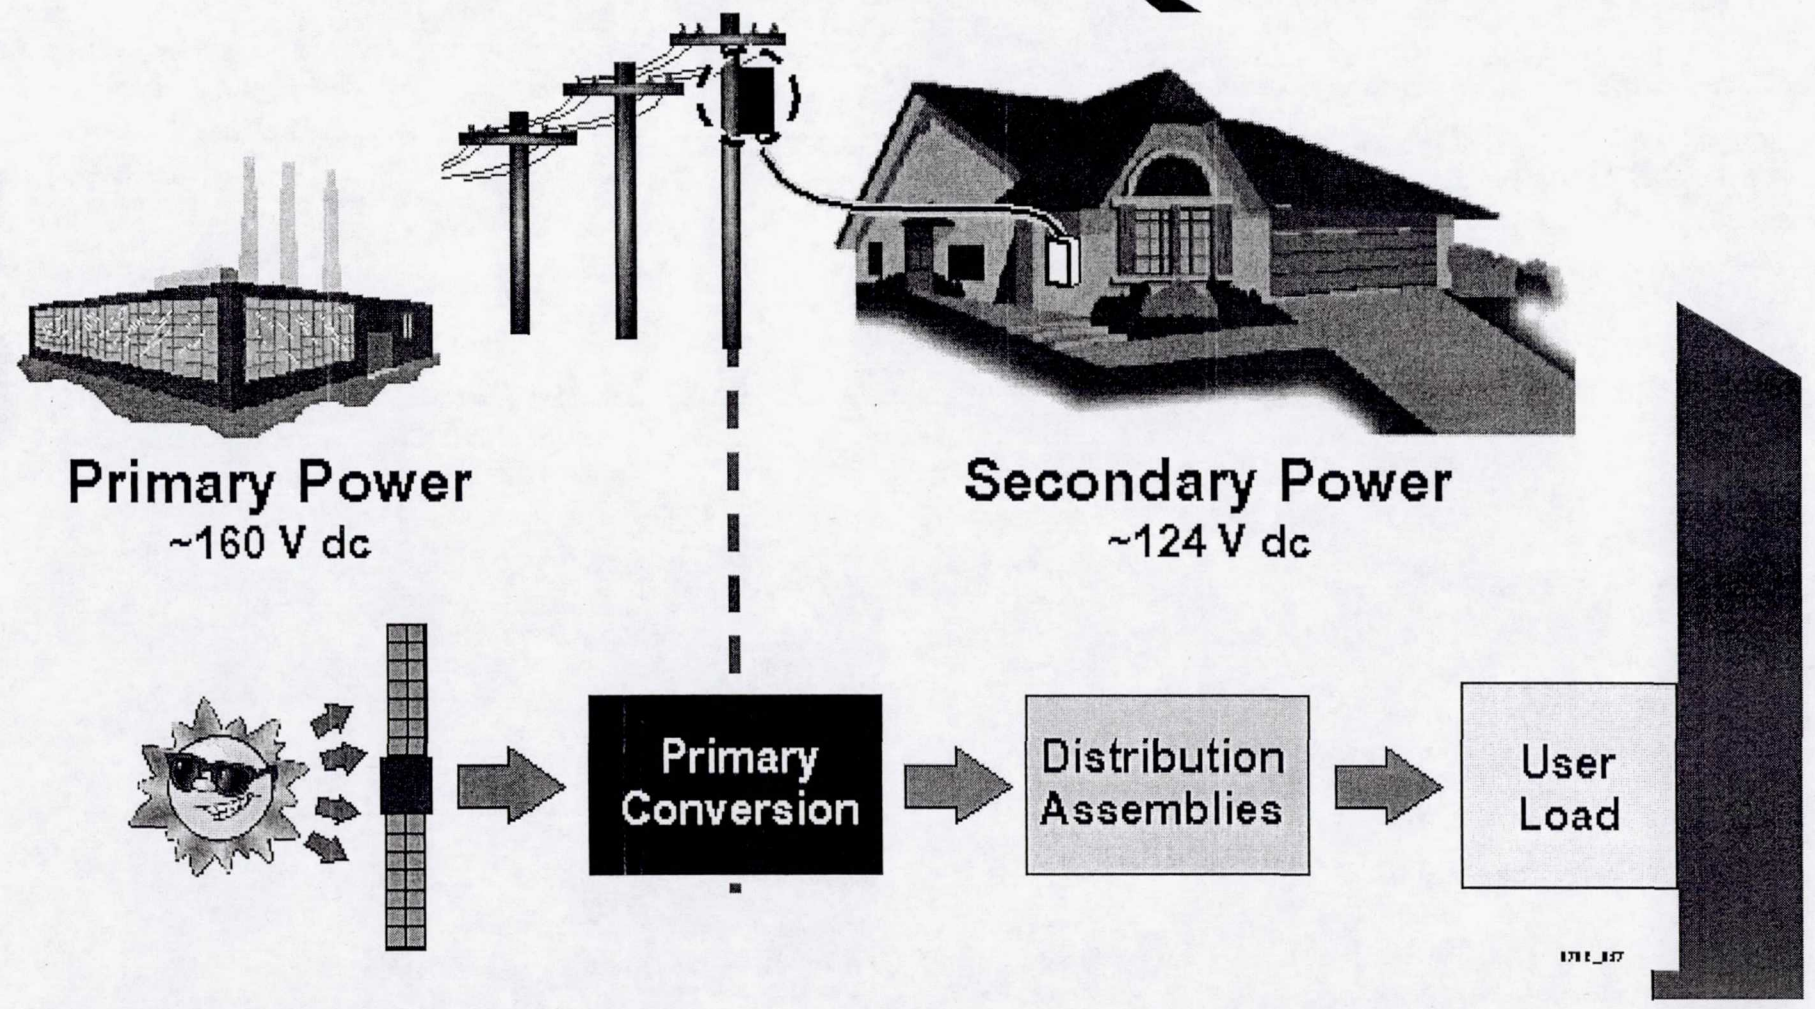 Primary Power
~160 V dc
Secondary Power
~124 V dc
Primary
Conversion
Distribution
Assemblies
User
Load